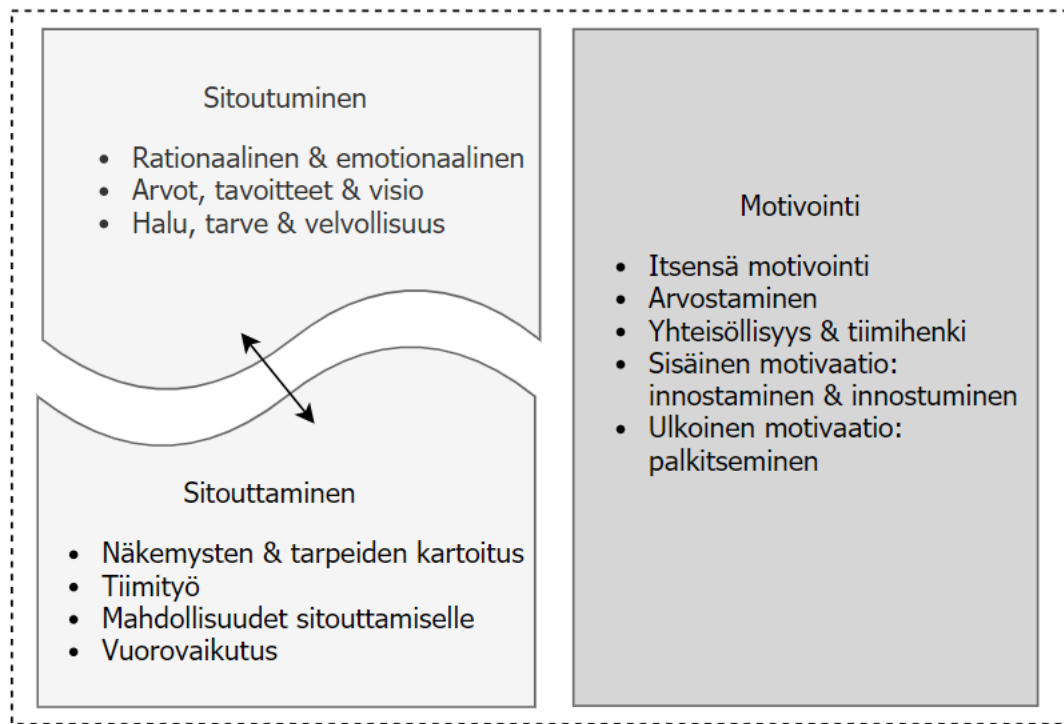 Sitoutuminen
• Rationaalinen & emotionaalinen
• Arvot, tavoitteet & visio
• Halu, tarve & velvollisuus
Sitouttaminen
• Näkemysten & tarpeiden kartoitus
• Tiimityö
• Mahdollisuudet sitouttamiselle
• Vuorovaikutus
Motivointi
• Itsensä motivointi
• Arvostaminen
• Yhteisöllisyys & tiimihenki
• Sisäinen motivaatio:
innostaminen & innostuminen
• Ulkoinen motivaatio:
palkitseminen